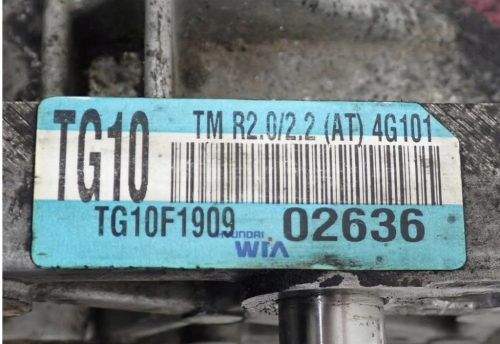 TG10
TM R2.0/2.2 (AT) 4G101
TG10F1909
02636
HYUNDAI
WIA